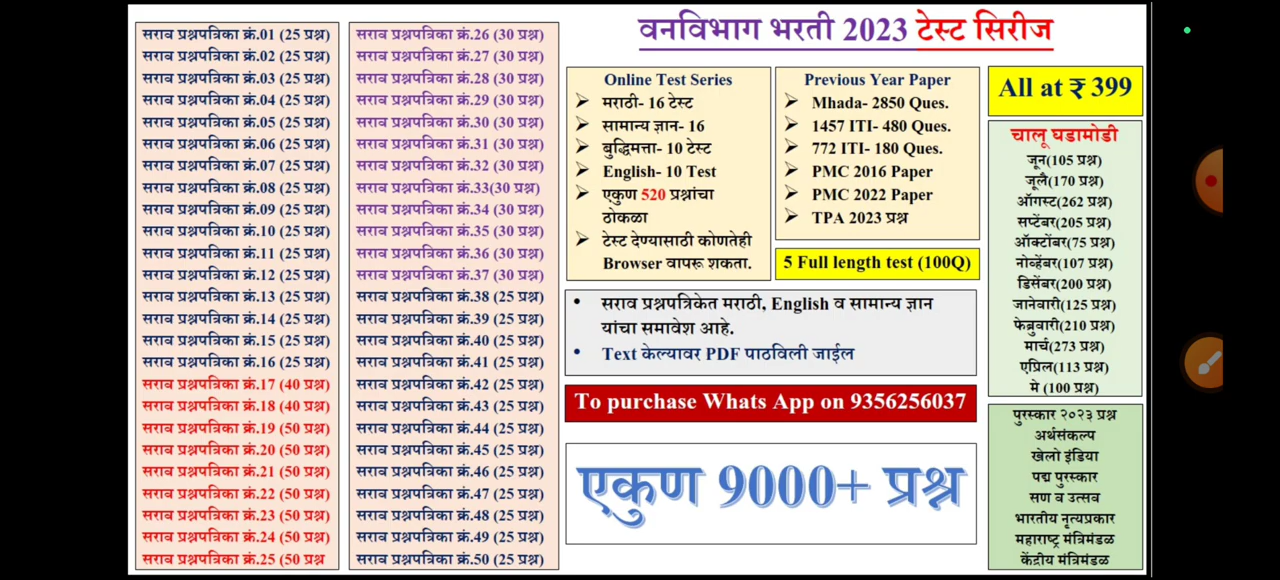 वनविभाग भरती 2023 टेस्ट सिरीज
सराव प्रश्नपत्रिका क्रं.01 (25 प्रश्न)
सराव प्रश्नपत्रिका क्रं.02 (25 प्रश्न)
सराव प्रश्नपत्रिका क्रं.03 (25 प्रश्न)
सराव प्रश्नपत्रिका क्रं.04 (25 प्रश्न)
सराव प्रश्नपत्रिका क्रं.05 (25 प्रश्न)
सराव प्रश्नपत्रिका क्रं.06 (25 प्रश्न)
सराव प्रश्नपत्रिका क्रं.07 (25 प्रश्न)
सराव प्रश्नपत्रिका क्रं.08 (25 प्रश्न)
सराव प्रश्नपत्रिका क्रं.09 (25 प्रश्न)
सराव प्रश्नपत्रिका क्रं.10 (25 प्रश्न)
सराव प्रश्नपत्रिका क्रं.11 (25 प्रश्न)
सराव प्रश्नपत्रिका क्रं.12 (25 प्रश्न)
सराव प्रश्नपत्रिका क्रं.13 (25 प्रश्न)
सराव प्रश्नपत्रिका क्रं.14 (25 प्रश्न)
सराव प्रश्नपत्रिका क्रं.15 (25 प्रश्न)
सराव प्रश्नपत्रिका क्रं.16 (25 प्रश्न)
सराव प्रश्नपत्रिका क्रं.17 (40 प्रश्न)
सराव प्रश्नपत्रिका क्रं.18 (40 प्रश्न)
सराव प्रश्नपत्रिका क्रं.19 (50 प्रश्न)
सराव प्रश्नपत्रिका क्रं.20 (50 प्रश्न)
सराव प्रश्नपत्रिका क्रं.21 (50 प्रश्न)
सराव प्रश्नपत्रिका क्रं.22 (50 प्रश्न)
सराव प्रश्नपत्रिका क्रं.23 (50 प्रश्न)
सराव प्रश्नपत्रिका क्रं.24 (50 प्रश्न)
सराव प्रश्नपत्रिका क्रं.25 (50 प्रश्न
सराव प्रश्नपत्रिका क्रं.26 (30 प्रश्न)
सराव प्रश्नपत्रिका क्रं.27 (30 प्रश्न)
सराव प्रश्नपत्रिका क्रं.28 (30 प्रश्न)
सराव प्रश्नपत्रिका क्रं.29 (30 प्रश्न)
सराव प्रश्नपत्रिका क्रं.30 (30 प्रश्न)
सराव प्रश्नपत्रिका क्रं.31 (30 प्रश्न)
सराव प्रश्नपत्रिका क्रं.32 (30 प्रश्न)
सराव प्रश्नपत्रिका क्रं.33(30 प्रश्न)
सराव प्रश्नपत्रिका क्रं.34 (30 प्रश्न)
सराव प्रश्नपत्रिका क्रं.35 (30 प्रश्न)
सराव प्रश्नपत्रिका क्रं.36 (30 प्रश्न)
सराव प्रश्नपत्रिका क्रं.37 (30 प्रश्न)
सराव प्रश्नपत्रिका क्रं.38 (25 प्रश्न)
सराव प्रश्नपत्रिका क्रं.39 (25 प्रश्न)
सराव प्रश्नपत्रिका क्रं.40 (25 प्रश्न)
सराव प्रश्नपत्रिका क्रं.41 (25 प्रश्न)
सराव प्रश्नपत्रिका क्रं.42 (25 प्रश्न)
सराव प्रश्नपत्रिका क्रं.43 (25 प्रश्न)
सराव प्रश्नपत्रिका क्रं.44 (25 प्रश्न)
सराव प्रश्नपत्रिका क्रं.45 (25 प्रश्न)
सराव प्रश्नपत्रिका क्रं.46 (25 प्रश्न)
सराव प्रश्नपत्रिका क्रं.47 (25 प्रश्न)
सराव प्रश्नपत्रिका क्रं.48 (25 प्रश्न)
सराव प्रश्नपत्रिका क्रं.49 (25 प्रश्न)
सराव प्रश्नपत्रिका क्रं.50 (25 प्रश्न)
Online Test Series
➢ मराठी- 16 टेस्ट
➢ सामान्य ज्ञान- 16
➢ बुद्धिमत्ता- 10 टेस्ट
➢ English- 10 Test
➢ एकुण 520 प्रश्नांचा
ठोकळा
➢ टेस्ट देण्यासाठी कोणतेही
Browser वापरू शकता.
Previous Year Paper
➢ Mhada- 2850 Ques.
➢ 1457 ITI- 480 Ques.
➢ 772 ITI- 180 Ques.
➢ PMC 2016 Paper
➢ PMC 2022 Paper
➢ TPA 2023 प्रश्न
5 Full length test (100Q)
• सराव प्रश्नपत्रिकेत मराठी, English व सामान्य ज्ञान
यांचा समावेश आहे.
• Text केल्यावर PDF पाठविली जाईल
To purchase Whats App on 9356256037
एकुण 9000+ प्रश्न
All at ₹ 399
चालू घडामोडी
जून(105 प्रश्न)
जूलै(170 प्रश्न)
ऑगस्ट(262 प्रश्न)
सप्टेंबर(205 प्रश्न)
ऑक्टोंबर(75 प्रश्न)
नोव्हेंबर(107 प्रश्न)
डिसेंबर(200 प्रश्न)
जानेवारी(125 प्रश्न)
फेब्रुवारी(210 प्रश्न)
मार्च(273 प्रश्न)
एप्रिल(113 प्रश्न)
मे (100 प्रश्न)
पुरस्कार २०२३ प्रश्न
अर्थसंकल्प
खेलो इंडिया
पद्म पुरस्कार
सण व उत्सव
भारतीय नृत्यप्रकार
महाराष्ट्र मंत्रिमंडळ
केंद्रीय मंत्रिमंडळ